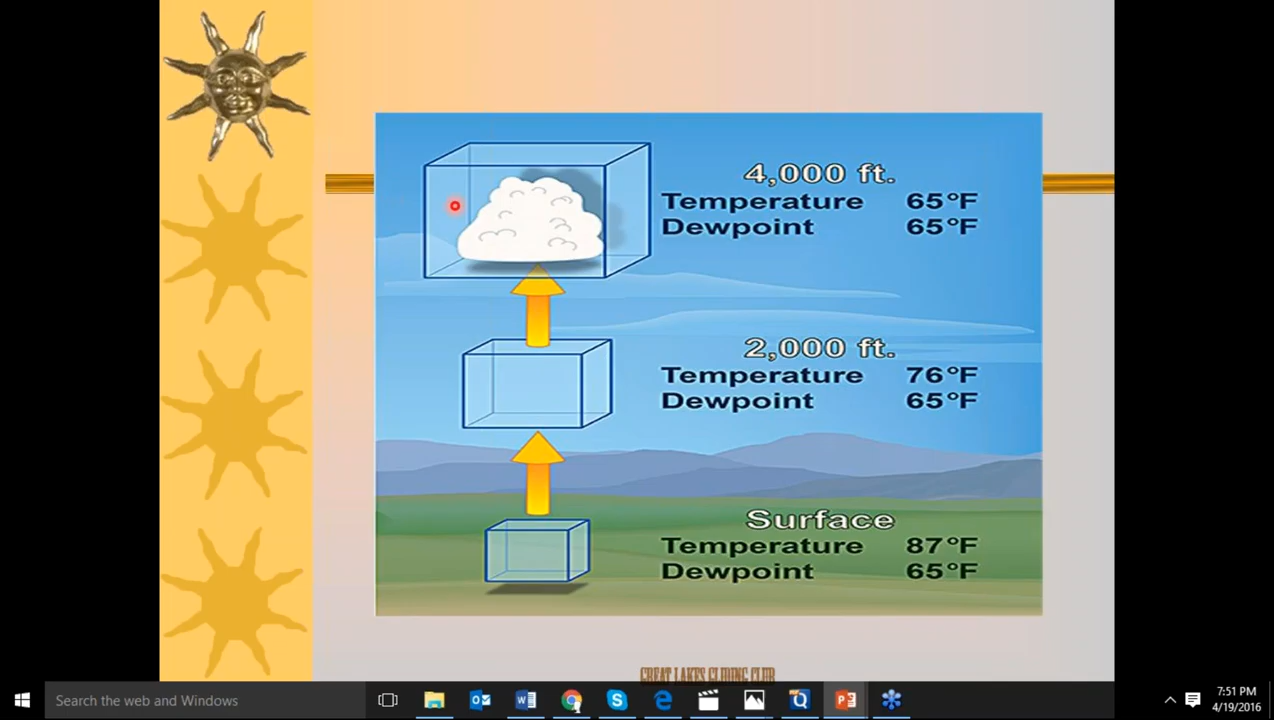 4,000 ft.
Temperature 65°F
Dewpoint 65°F
2,000 ft.
Temperature 76°F
Dewpoint 65°F
Surface
Temperature 87°F
Dewpoint 65°F
GREAT LAKES GLIDING CLUB
Search the web and Windows
7:51 PM
4/19/2016